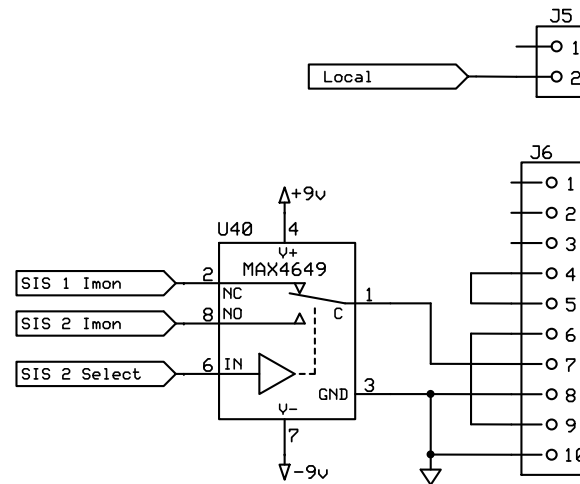 J5
1
Local
2
J6
1
2
3
4
5
6
7
8
9
10
+9v
U40
4
V+
MAX4649
SIS 1 Imon
2
NC
1
C
SIS 2 Imon
8
NO
SIS 2 Select
6
IN
GND
3
V-
7
-9v